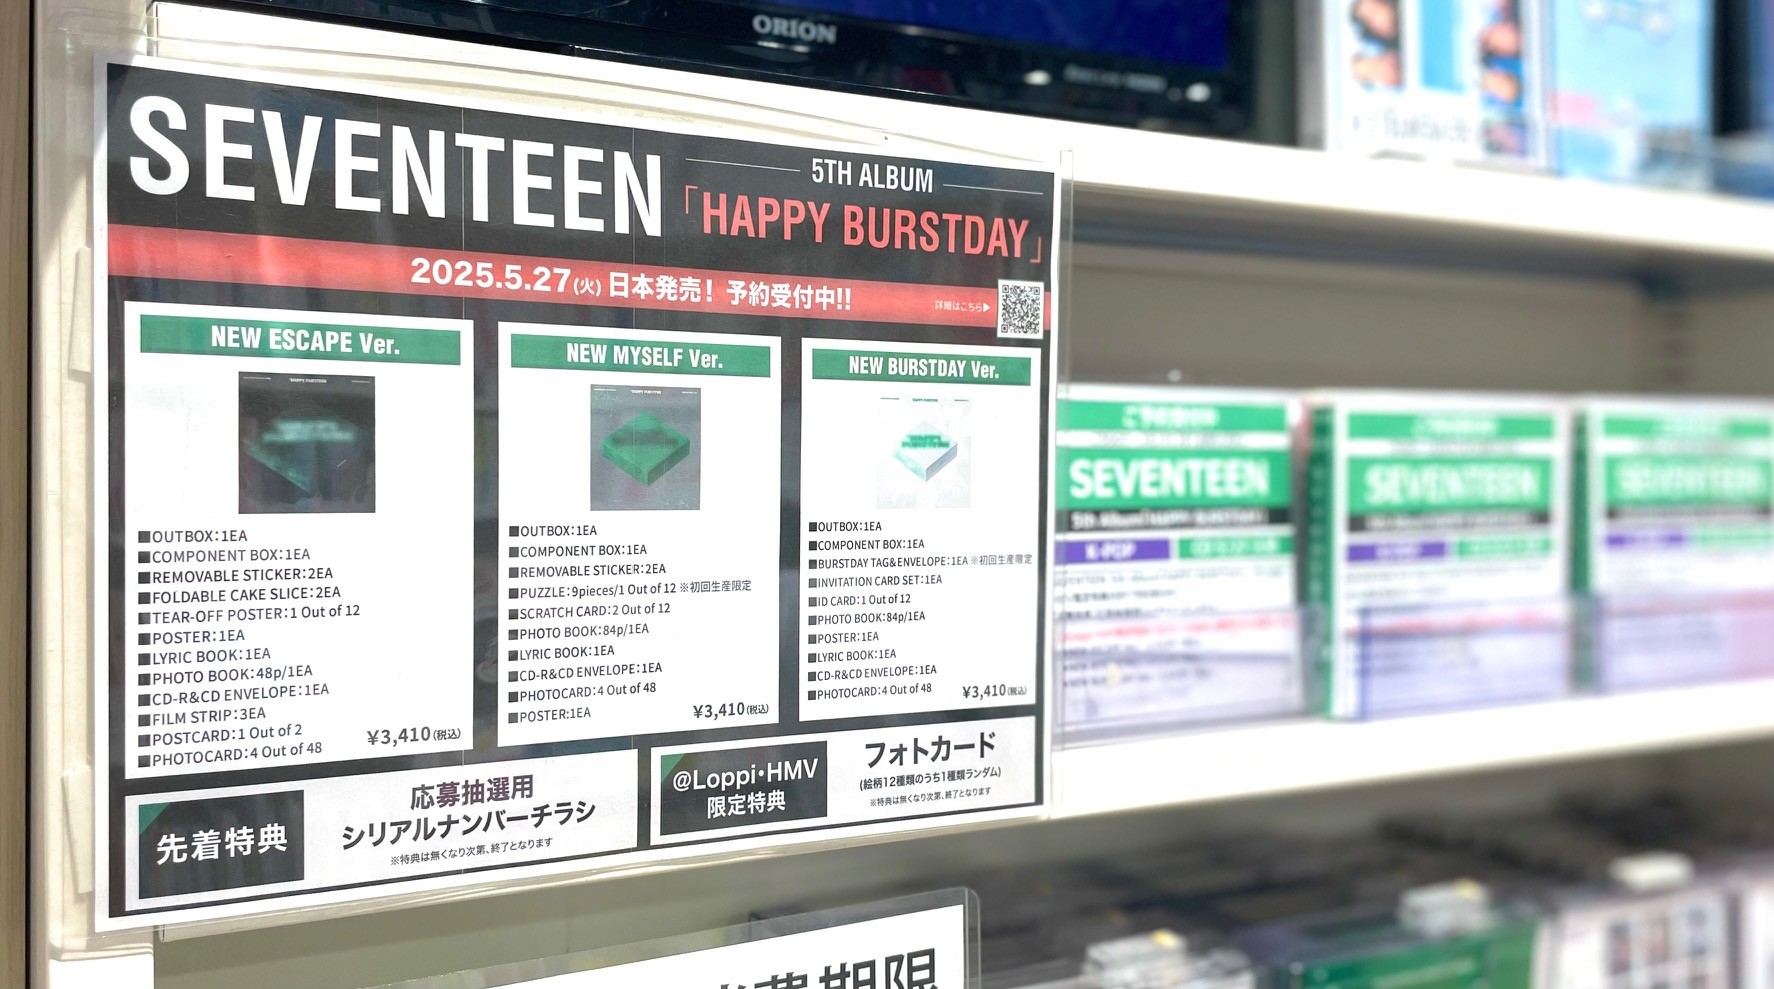 ORION
SEVENTEEN
5TH ALBUM
「HAPPY BURSTDAY」
2025.5.27(火) 日本発売! 予約受付中!!
詳細はこちら▶
NEW ESCAPE Ver.
■OUTBOX:1EA
■COMPONENT BOX:1EA
■REMOVABLE STICKER:2EA
■FOLDABLE CAKE SLICE:2EA
■TEAR-OFF POSTER:1 Out of 12
■POSTER:1EA
■LYRIC BOOK:1EA
■PHOTO BOOK:48p/1EA
■CD-R&CD ENVELOPE:1EA
■FILM STRIP:3EA
■POSTCARD:1 Out of 2
■PHOTOCARD:4 Out of 48
¥3,410(税込)
NEW MYSELF Ver.
■OUTBOX:1EA
■COMPONENT BOX:1EA
■REMOVABLE STICKER:2EA
■PUZZLE:9pieces/1 Out of 12 ※初回生産限定
■SCRATCH CARD:2 Out of 12
■PHOTO BOOK:84p/1EA
■LYRIC BOOK:1EA
■CD-R&CD ENVELOPE:1EA
■PHOTOCARD:4 Out of 48
■POSTER:1EA
¥3,410(税込)
NEW BURSTDAY Ver.
■OUTBOX:1EA
■COMPONENT BOX:1EA
■BURSTDAY TAG&ENVELOPE:1EA ※初回生産限定
■INVITATION CARD SET:1EA
■ID CARD:1 Out of 12
■PHOTO BOOK:84p/1EA
■POSTER:1EA
■LYRIC BOOK:1EA
■CD-R&CD ENVELOPE:1EA
■PHOTOCARD:4 Out of 48
¥3,410(税込)
先着特典
応募抽選用
シリアルナンバーチラシ
※特典は無くなり次第、終了となります
@Loppi・HMV
限定特典
フォトカード
(絵柄12種類のうち1種類ランダム)
※特典は無くなり次第、終了となります
SEVENTEEN
K-POP
SEVENTEEN
SEVENTEEN
期限